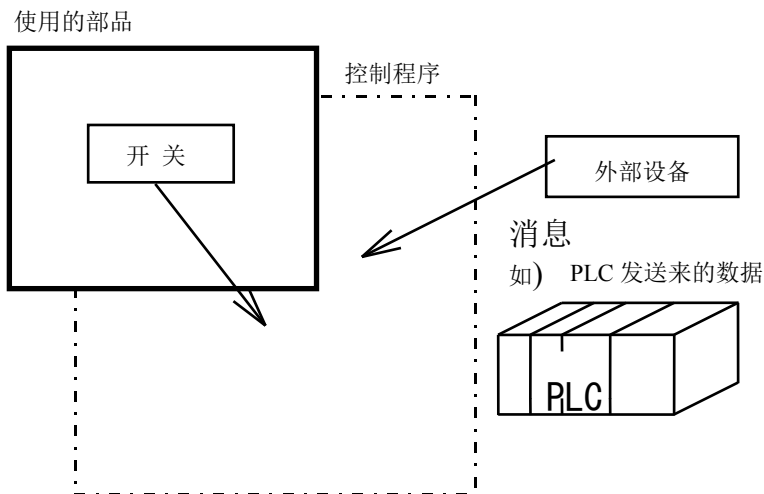 使用的部品
控制程序
开 关
外部设备
消息
如) PLC 发送来的数据
PLC